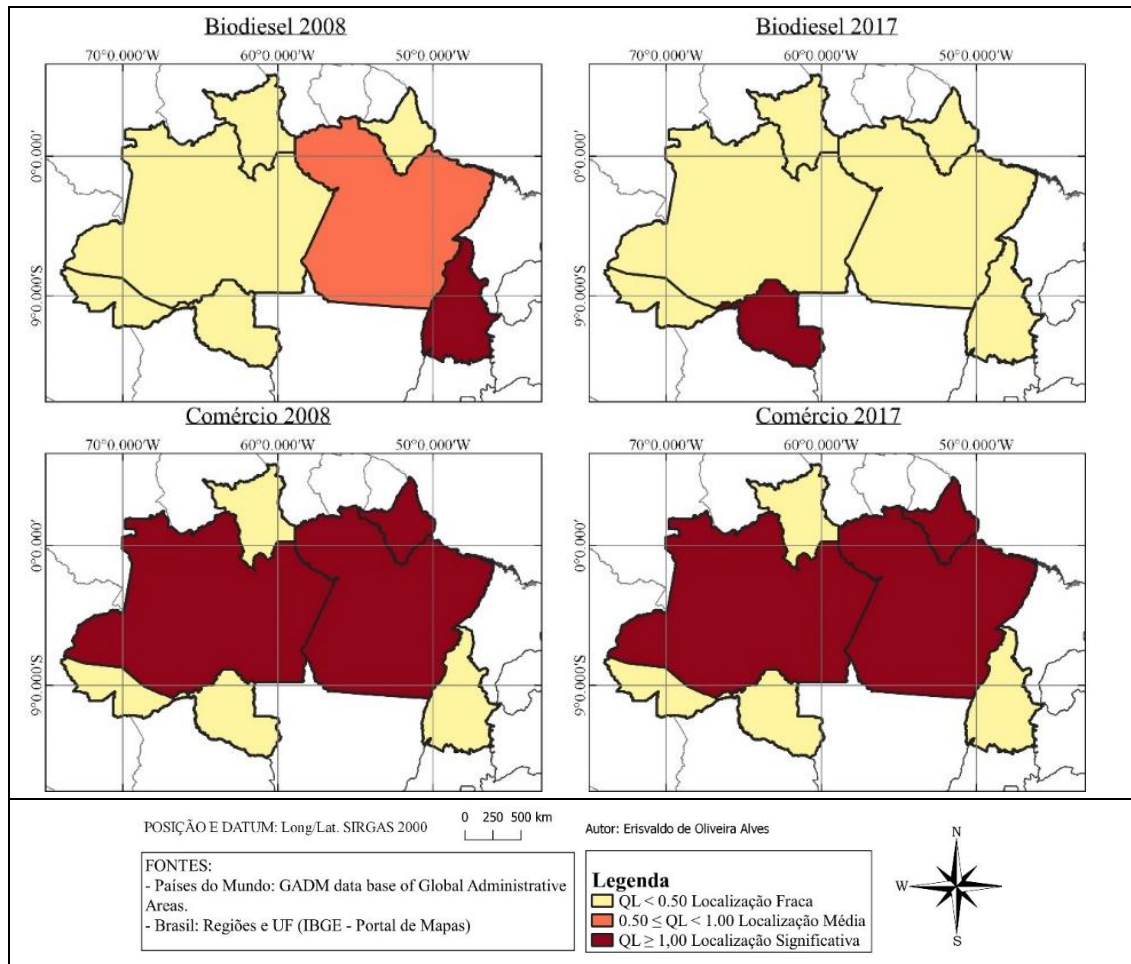 Biodiesel 2008
Biodiesel 2017
70°0.000'W 60°0.000'W 50°0.000'W
70°0.000'W 60°0.000'W 50°0.000'W
0°0.000'
9°0.000'S
0°0.000'
9°0.000'S
Comércio 2008
Comércio 2017
70°0.000'W 60°0.000'W 50°0.000'W
70°0.000'W 60°0.000'W 50°0.000'W
0°0.000'
9°0.000'S
0°0.000'
9°0.000'S
POSIÇÃO E DATUM: Long/Lat. SIRGAS 2000
0 250 500 km
Autor: Erisvaldo de Oliveira Alves
FONTES:
- Países do Mundo: GADM data base of Global Administrative
Areas.
- Brasil: Regiões e UF (IBGE - Portal de Mapas)
Legenda
QL < 0.50 Localização Fraca
0.50 ≤ QL < 1.00 Localização Média
QL ≥ 1,00 Localização Significativa
N
W E
S